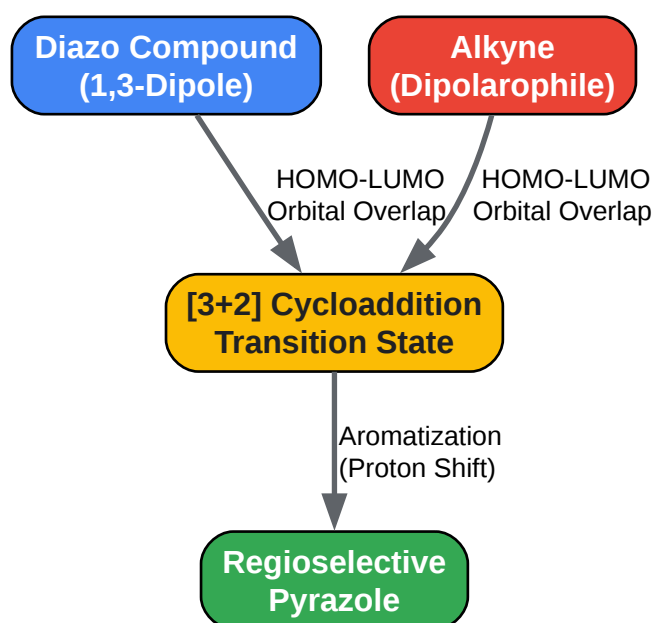 Diazo Compound
(1,3-Dipole)
Alkyne
(Dipolarophile)
HOMO-LUMO
Orbital Overlap
HOMO-LUMO
Orbital Overlap
[3+2] Cycloaddition
Transition State
Aromatization
(Proton Shift)
Regioselective
Pyrazole